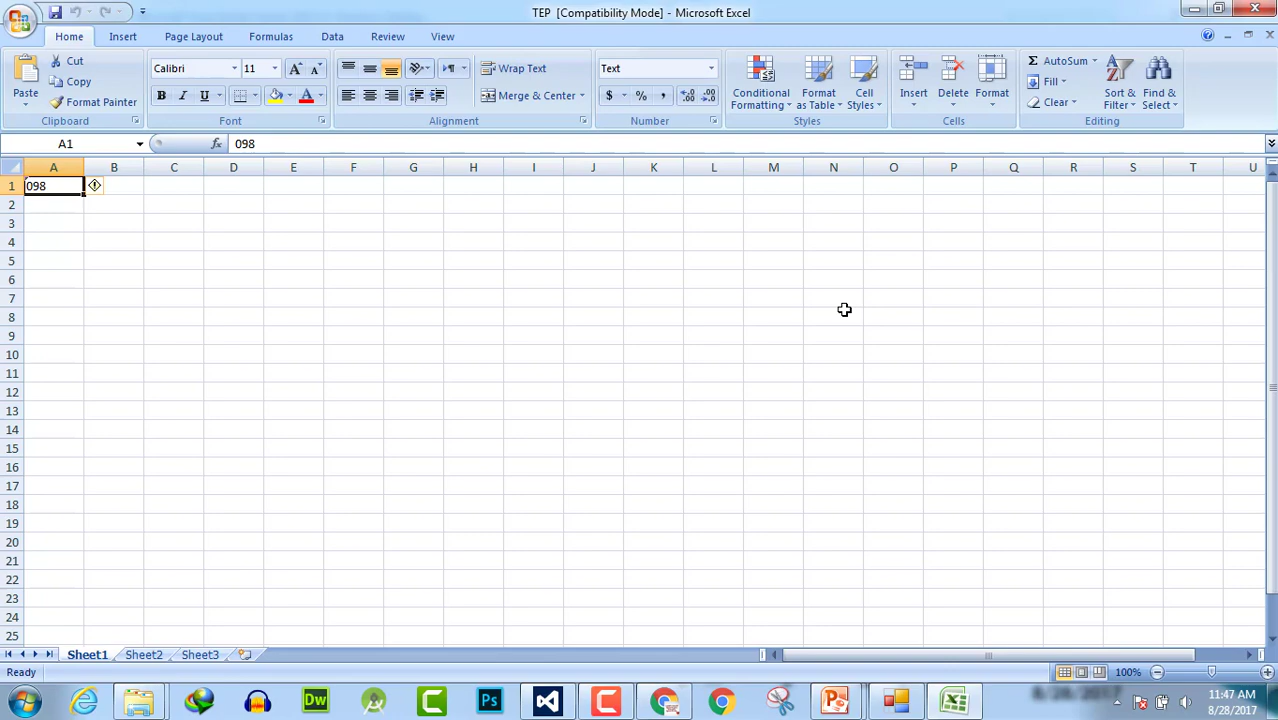 TEP [Compatibility Mode] - Microsoft Excel
Home Insert Page Layout Formulas Data Review View
Paste
Cut
Copy
Format Painter
Clipboard
Calibri 11
B I U
A A A
Font
Wrap Text
Merge & Center
Alignment
Text
$ % ,
Number
Conditional Formatting
Format as Table
Cell Styles
Styles
Insert Delete Format
Cells
AutoSum
Fill
Clear
Sort & Filter
Find & Select
Editing
A1 fx 098
A B C D E F G H I J K L M N O P Q R S T U
1 098
2
3
4
5
6
7
8
9
10
11
12
13
14
15
16
17
18
19
20
21
22
23
24
25
Sheet1 Sheet2 Sheet3
Ready 100%
Dw Ps
11:47 AM
8/28/2017